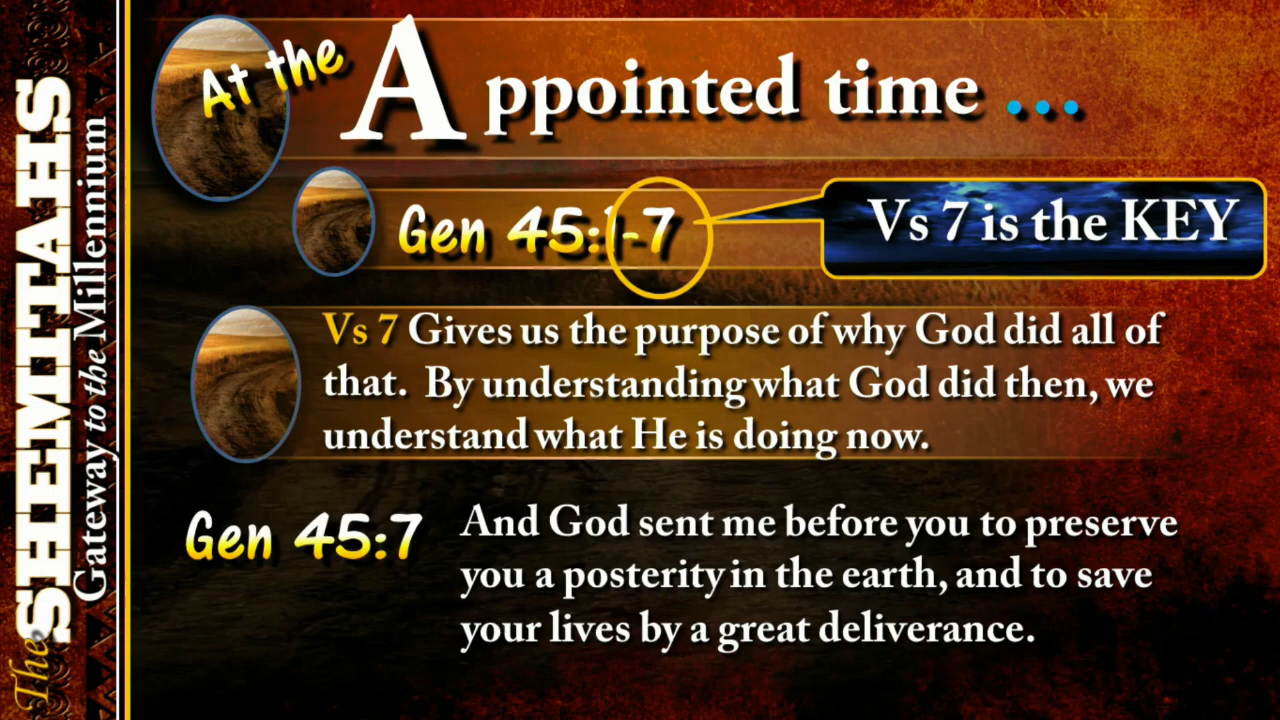 The SHEMITAHS
Gateway to the Millennium
At the Appointed time ...
Gen 45:1-7
Vs 7 is the KEY
Vs 7 Gives us the purpose of why God did all of
that. By understanding what God did then, we
understand what He is doing now.
Gen 45:7
And God sent me before you to preserve
you a posterity in the earth, and to save
your lives by a great deliverance.